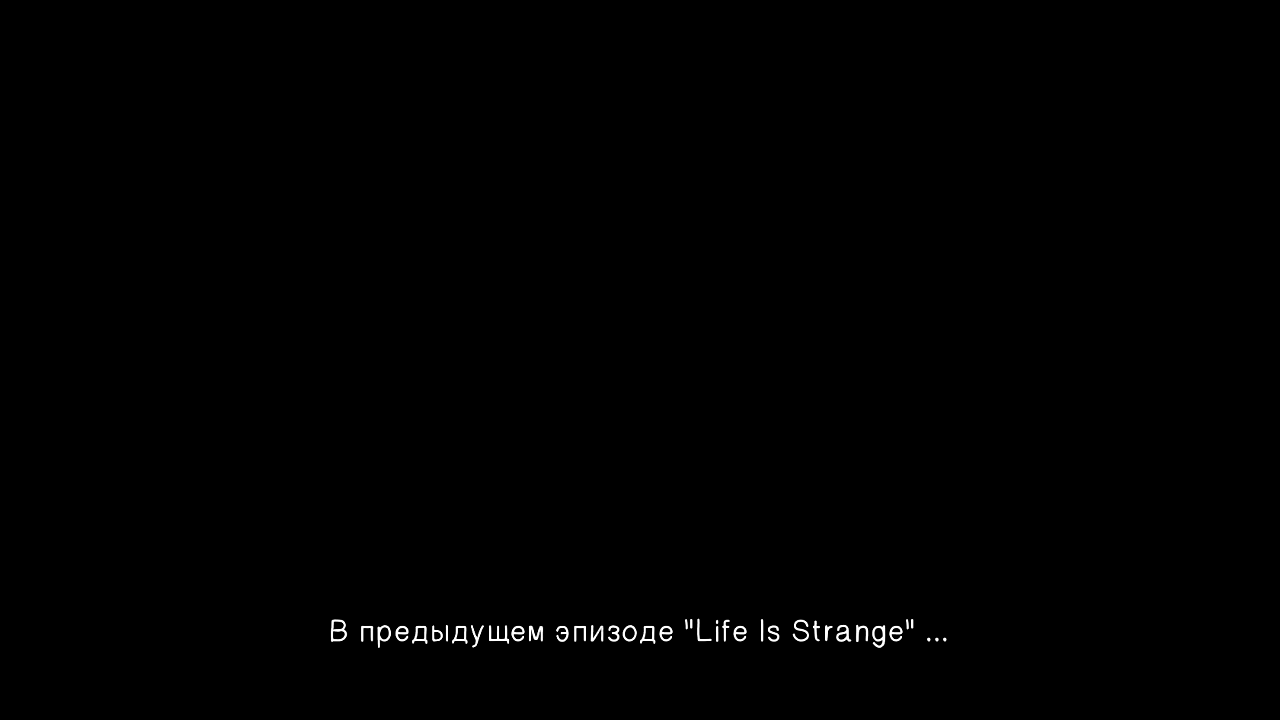 В предыдущем эпизоде "Life Is Strange" ...